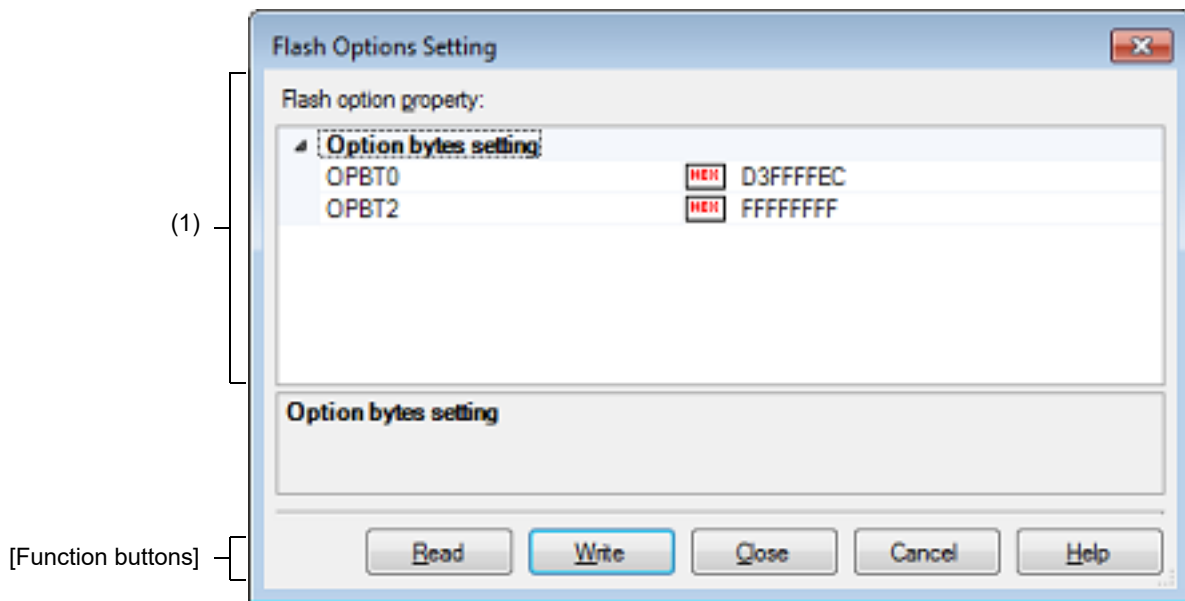 Flash Options Setting
Flash option property:
Option bytes setting
OPBT0 HEX D3FFFFEC
OPBT2 HEX FFFFFFFF
(1)
Option bytes setting
[Function buttons]
Read Write Close Cancel Help